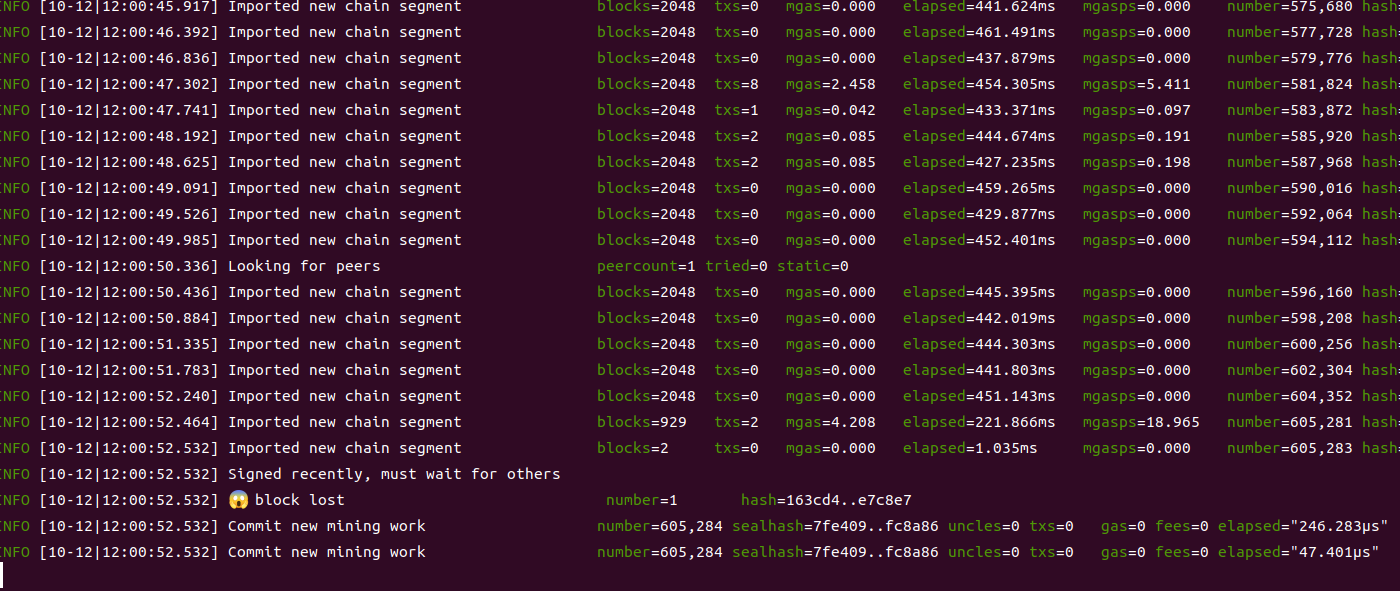 INFO [10-12|12:00:45.917] Imported new chain segment blocks=2048 txs=0 mgas=0.000 elapsed=441.624ms mgasps=0.000 number=575,680 hash=
INFO [10-12|12:00:46.392] Imported new chain segment blocks=2048 txs=0 mgas=0.000 elapsed=461.491ms mgasps=0.000 number=577,728 hash=
INFO [10-12|12:00:46.836] Imported new chain segment blocks=2048 txs=0 mgas=0.000 elapsed=437.879ms mgasps=0.000 number=579,776 hash=
INFO [10-12|12:00:47.302] Imported new chain segment blocks=2048 txs=8 mgas=2.458 elapsed=454.305ms mgasps=5.411 number=581,824 hash=
INFO [10-12|12:00:47.741] Imported new chain segment blocks=2048 txs=1 mgas=0.042 elapsed=433.371ms mgasps=0.097 number=583,872 hash=
INFO [10-12|12:00:48.192] Imported new chain segment blocks=2048 txs=2 mgas=0.085 elapsed=444.674ms mgasps=0.191 number=585,920 hash=
INFO [10-12|12:00:48.625] Imported new chain segment blocks=2048 txs=2 mgas=0.085 elapsed=427.235ms mgasps=0.198 number=587,968 hash=
INFO [10-12|12:00:49.091] Imported new chain segment blocks=2048 txs=0 mgas=0.000 elapsed=459.265ms mgasps=0.000 number=590,016 hash=
INFO [10-12|12:00:49.526] Imported new chain segment blocks=2048 txs=0 mgas=0.000 elapsed=429.877ms mgasps=0.000 number=592,064 hash=
INFO [10-12|12:00:49.985] Imported new chain segment blocks=2048 txs=0 mgas=0.000 elapsed=452.401ms mgasps=0.000 number=594,112 hash=
INFO [10-12|12:00:50.336] Looking for peers peercount=1 tried=0 static=0
INFO [10-12|12:00:50.436] Imported new chain segment blocks=2048 txs=0 mgas=0.000 elapsed=445.395ms mgasps=0.000 number=596,160 hash=
INFO [10-12|12:00:50.884] Imported new chain segment blocks=2048 txs=0 mgas=0.000 elapsed=442.019ms mgasps=0.000 number=598,208 hash=
INFO [10-12|12:00:51.335] Imported new chain segment blocks=2048 txs=0 mgas=0.000 elapsed=444.303ms mgasps=0.000 number=600,256 hash=
INFO [10-12|12:00:51.783] Imported new chain segment blocks=2048 txs=0 mgas=0.000 elapsed=441.803ms mgasps=0.000 number=602,304 hash=
INFO [10-12|12:00:52.240] Imported new chain segment blocks=2048 txs=0 mgas=0.000 elapsed=451.143ms mgasps=0.000 number=604,352 hash=
INFO [10-12|12:00:52.464] Imported new chain segment blocks=929 txs=2 mgas=4.208 elapsed=221.866ms mgasps=18.965 number=605,281 hash=
INFO [10-12|12:00:52.532] Imported new chain segment blocks=2 txs=0 mgas=0.000 elapsed=1.035ms mgasps=0.000 number=605,283 hash=
INFO [10-12|12:00:52.532] Signed recently, must wait for others
INFO [10-12|12:00:52.532] 😱 block lost number=1 hash=163cd4..e7c8e7
INFO [10-12|12:00:52.532] Commit new mining work number=605,284 sealhash=7fe409..fc8a86 uncles=0 txs=0 gas=0 fees=0 elapsed="246.283µs"
INFO [10-12|12:00:52.532] Commit new mining work number=605,284 sealhash=7fe409..fc8a86 uncles=0 txs=0 gas=0 fees=0 elapsed="47.401µs"